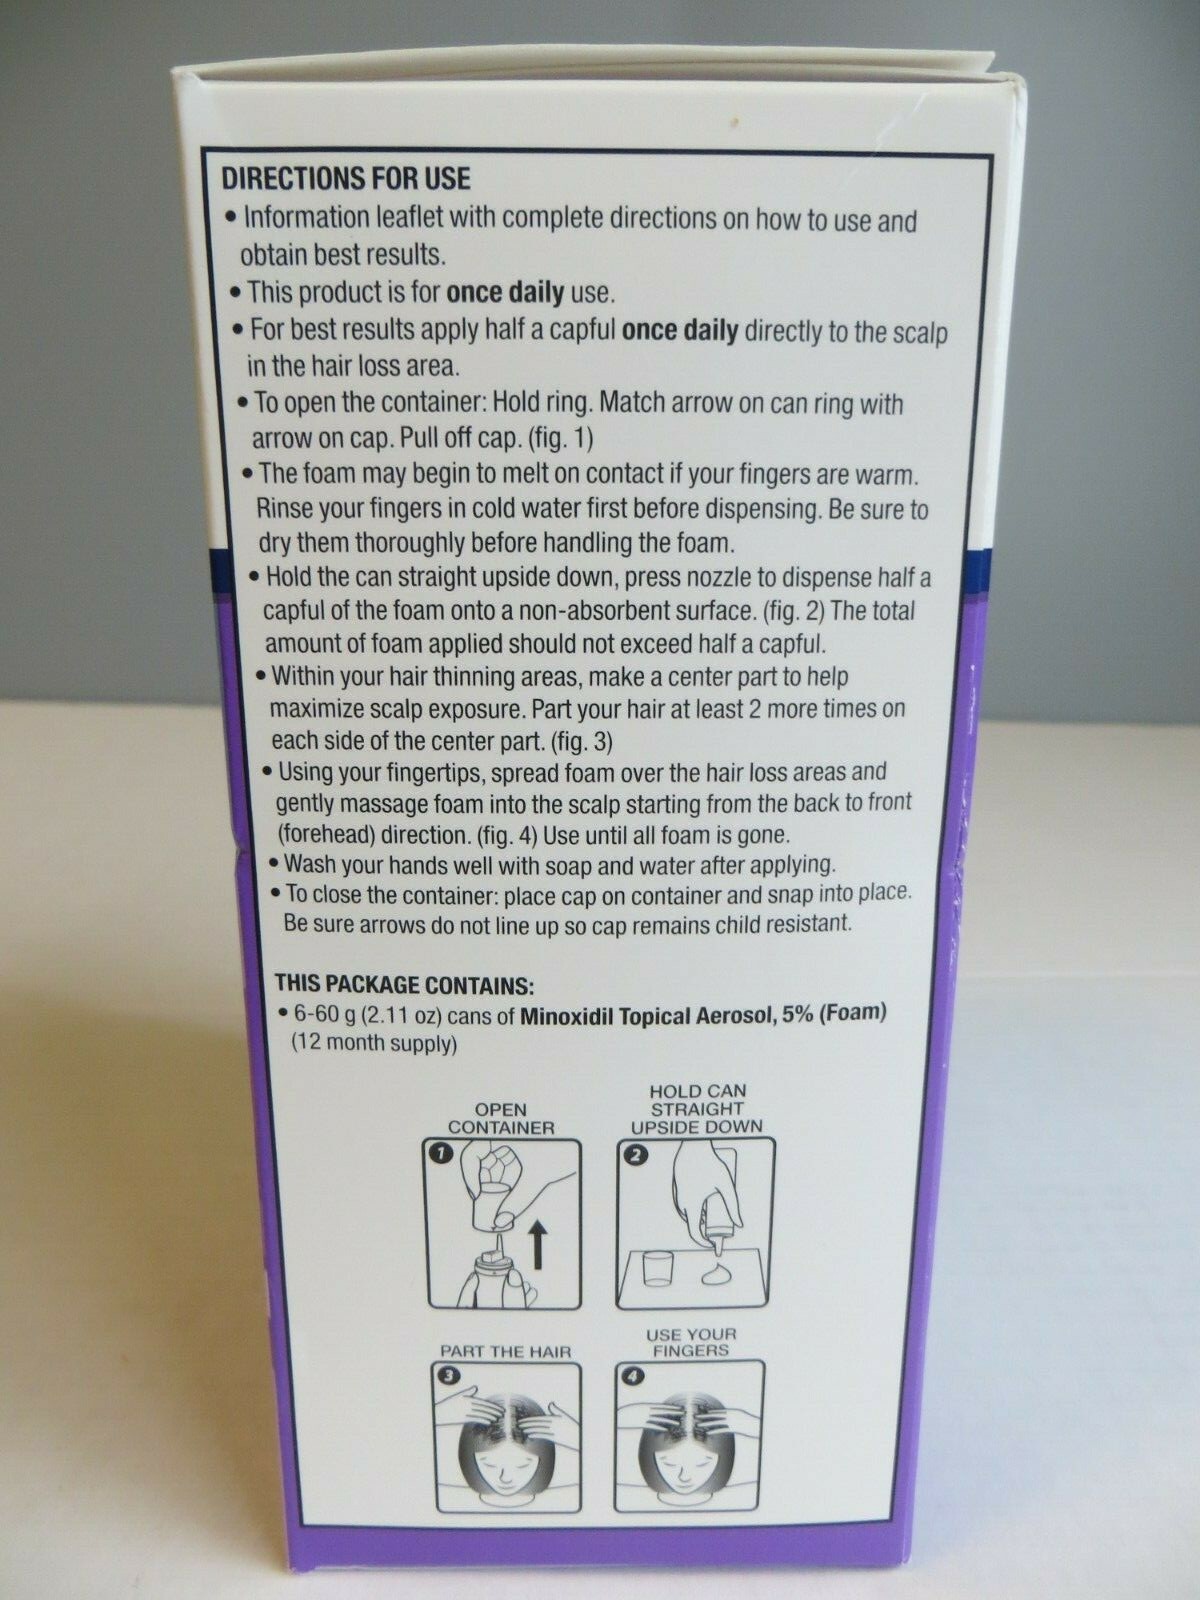 DIRECTIONS FOR USE
• Information leaflet with complete directions on how to use and
obtain best results.
• This product is for once daily use.
• For best results apply half a capful once daily directly to the scalp
in the hair loss area.
• To open the container: Hold ring. Match arrow on can ring with
arrow on cap. Pull off cap. (fig. 1)
• The foam may begin to melt on contact if your fingers are warm.
Rinse your fingers in cold water first before dispensing. Be sure to
dry them thoroughly before handling the foam.
• Hold the can straight upside down, press nozzle to dispense half a
capful of the foam onto a non-absorbent surface. (fig. 2) The total
amount of foam applied should not exceed half a capful.
• Within your hair thinning areas, make a center part to help
maximize scalp exposure. Part your hair at least 2 more times on
each side of the center part. (fig. 3)
• Using your fingertips, spread foam over the hair loss areas and
gently massage foam into the scalp starting from the back to front
(forehead) direction. (fig. 4) Use until all foam is gone.
• Wash your hands well with soap and water after applying.
• To close the container: place cap on container and snap into place.
Be sure arrows do not line up so cap remains child resistant.
THIS PACKAGE CONTAINS:
• 6-60 g (2.11 oz) cans of Minoxidil Topical Aerosol, 5% (Foam)
(12 month supply)
OPEN
CONTAINER
1
HOLD CAN
STRAIGHT
UPSIDE DOWN
2
PART THE HAIR
3
USE YOUR
FINGERS
4